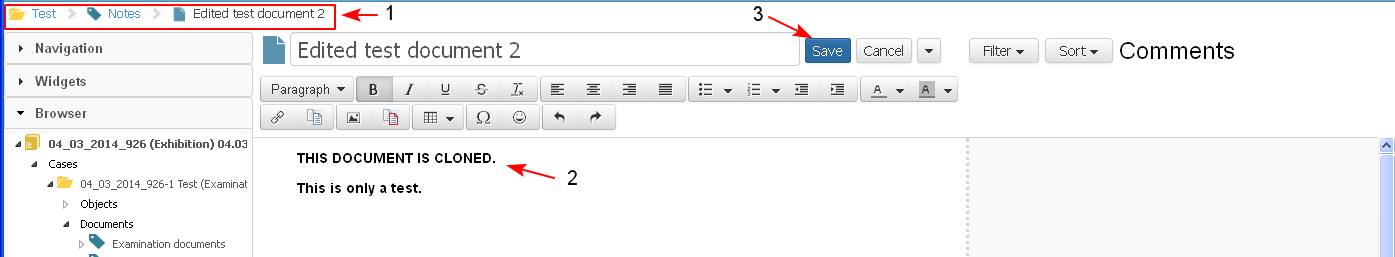 Test Notes Edited test document 2 1
3
Navigation
Edited test document 2 Save Cancel Filter Sort Comments
Widgets
Paragraph B I U S Tx A A
Browser
Ω
04_03_2014_926 (Exhibition) 04.03
Cases
THIS DOCUMENT IS CLONED.
2
04_03_2014_926-1 Test (Examinat
This is only a test.
Objects
Documents
Examination documents